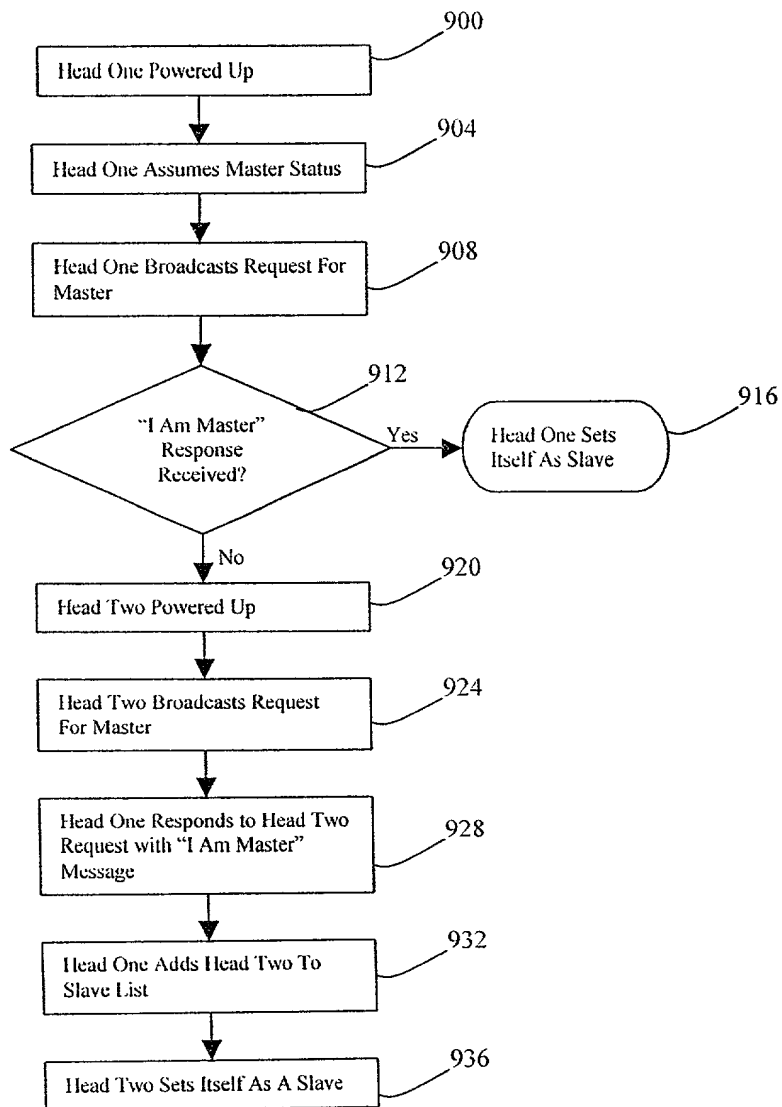 900
Head One Powered Up
904
Head One Assumes Master Status
908
Head One Broadcasts Request For
Master
912
“I Am Master”
Response
Received?
Yes
916
Head One Sets
Itself As Slave
No
920
Head Two Powered Up
924
Head Two Broadcasts Request
For Master
928
Head One Responds to Head Two
Request with “I Am Master”
Message
932
Head One Adds Head Two To
Slave List
936
Head Two Sets Itself As A Slave